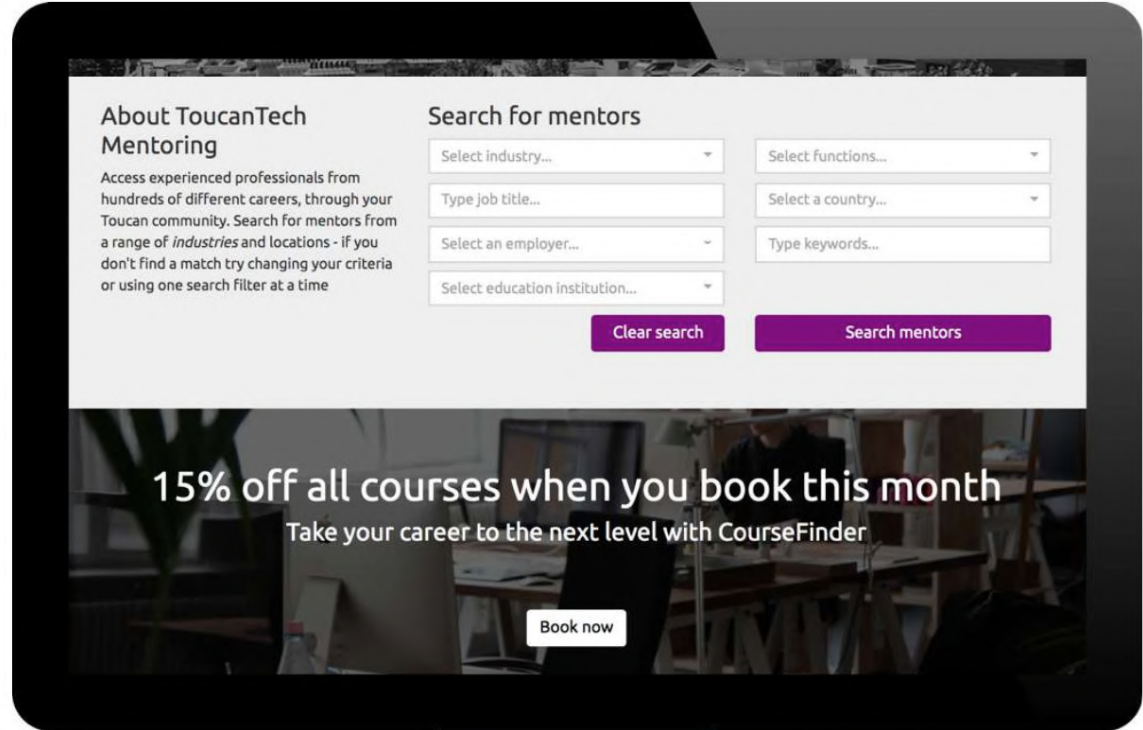 About ToucanTech
Mentoring
Access experienced professionals from
hundreds of different careers, through your
Toucan community. Search for mentors from
a range of industries and locations - if you
don't find a match try changing your criteria
or using one search filter at a time
Search for mentors
Select industry...
Select functions...
Type job title...
Select a country...
Select an employer...
Type keywords...
Select education institution...
Clear search
Search mentors
15% off all courses when you book this month
Take your career to the next level with CourseFinder
Book now